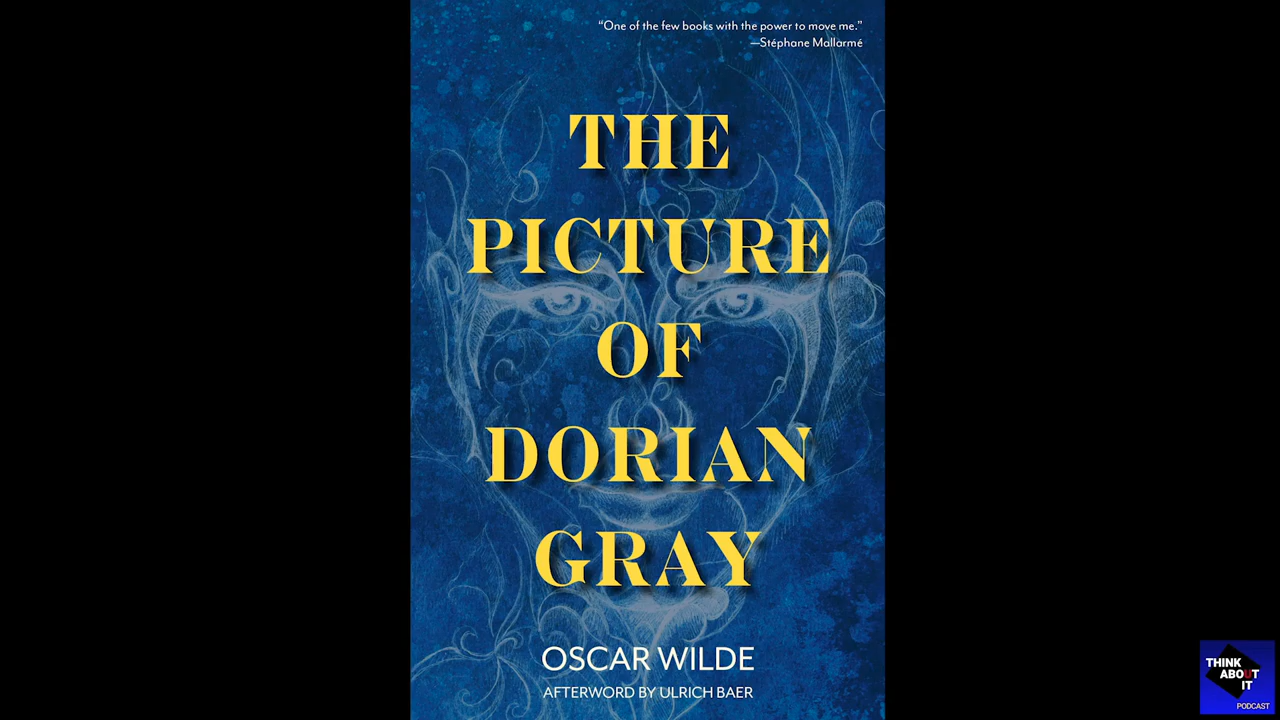 “One of the few books with the power to move me.”
—Stéphane Mallarmé
THE
PICTURE
OF
DORIAN
GRAY
OSCAR WILDE
AFTERWORD BY ULRICH BAER
THINK
ABOUT
IT
PODCAST